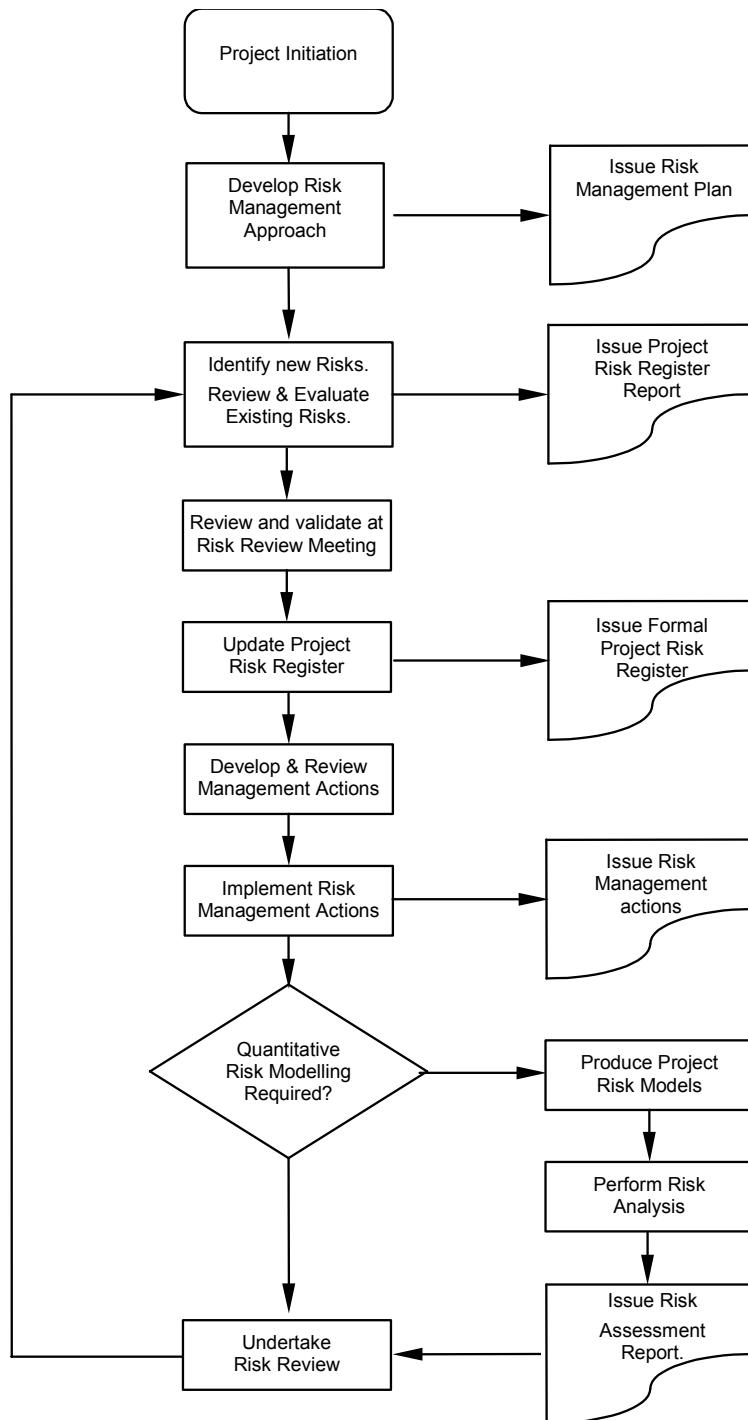 Project Initiation
Develop Risk
Management
Approach
Issue Risk
Management Plan
Identify new Risks.
Review & Evaluate
Existing Risks.
Issue Project
Risk Register
Report
Review and validate at
Risk Review Meeting
Update Project
Risk Register
Issue Formal
Project Risk
Register
Develop & Review
Management Actions
Implement Risk
Management Actions
Issue Risk
Management
actions
Quantitative
Risk Modelling
Required?
Produce Project
Risk Models
Perform Risk
Analysis
Issue Risk
Assessment
Report.
Undertake
Risk Review